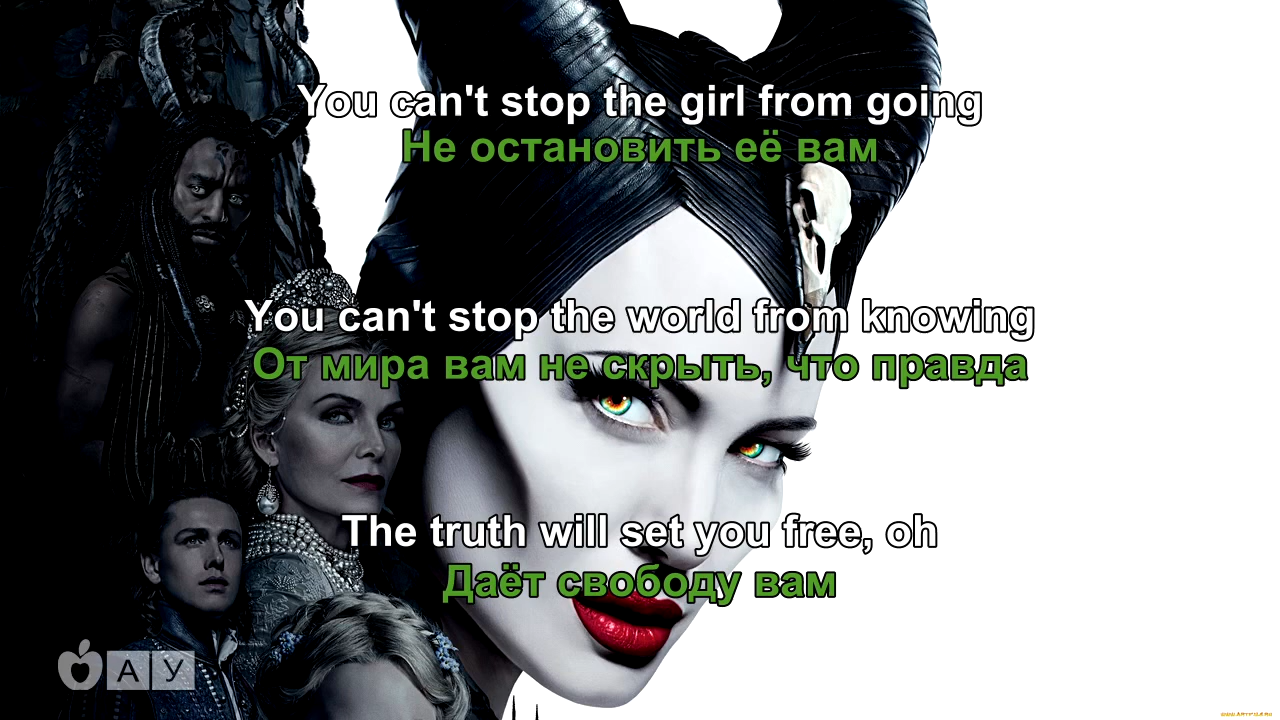 You can't stop the girl from going
Не остановить её вам
You can't stop the world from knowing
От мира вам не скрыть, что правда
The truth will set you free, oh
Даёт свободу вам
А У